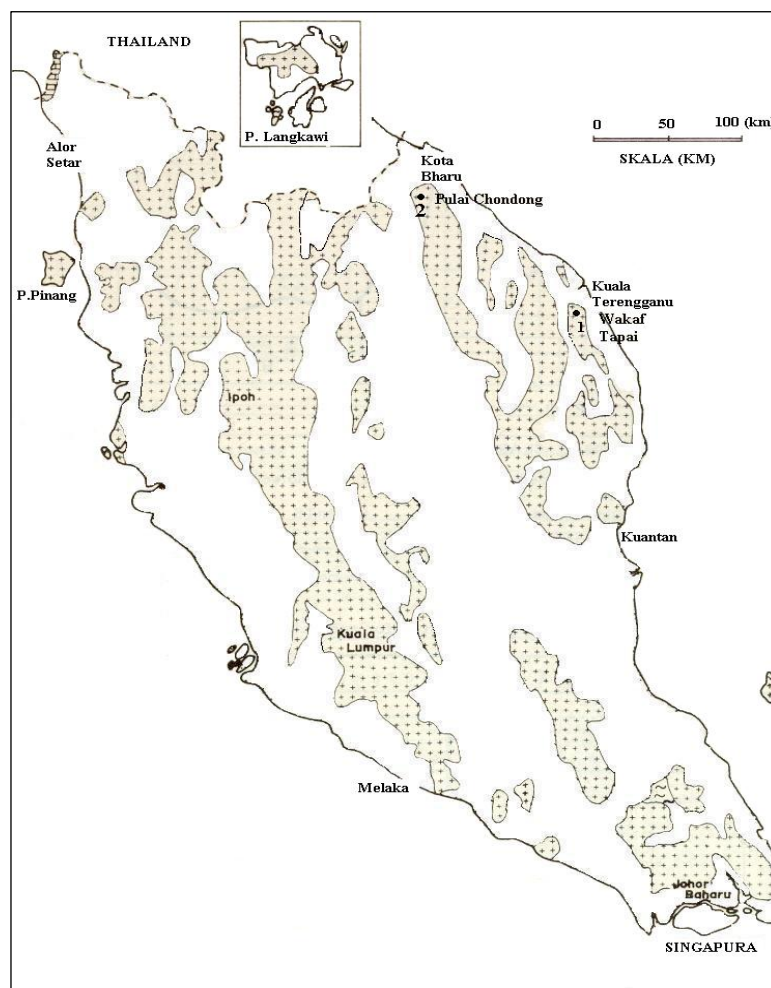 THAILAND
P. Langkawi
0 50 100 (km)
SKALA (KM)
Alor
Setar
Kota
Bharu
Pulai Chondong
2
P.Pinang
Kuala
Terengganu
Wakaf
Tapai
1
Ipoh
Kuantan
Kuala
Lumpur
Melaka
Johor
Baharu
SINGAPURA